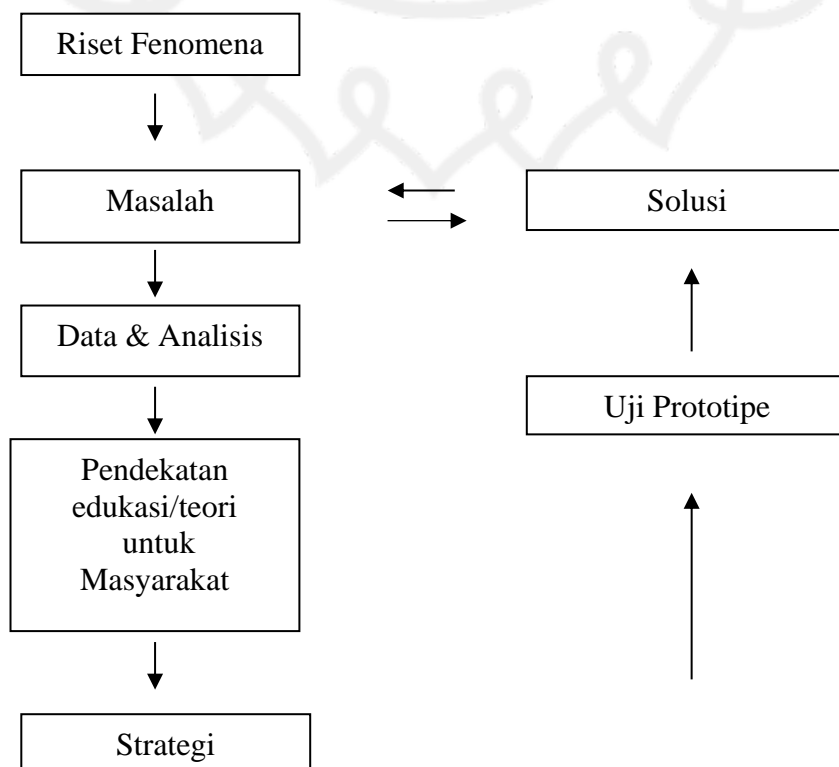 Riset Fenomena
Masalah
Solusi
Data & Analisis
Uji Prototipe
Pendekatan
edukasi/teori
untuk
Masyarakat
Strategi